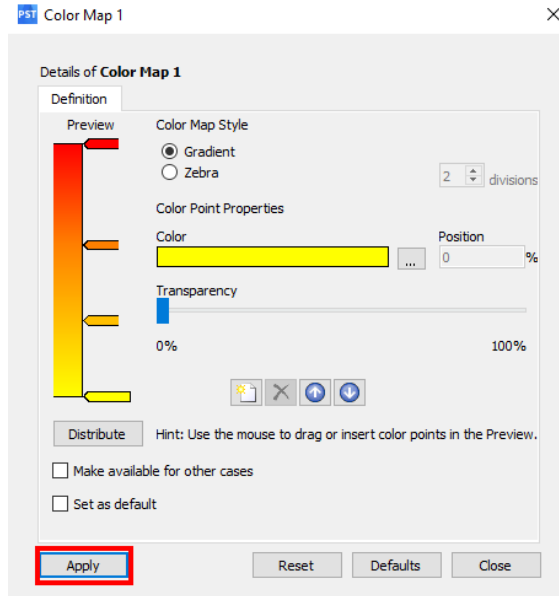 PST Color Map 1
Details of Color Map 1
Definition
Preview
Color Map Style
Gradient
Zebra
2 divisions
Color Point Properties
Color
Position
...
0 %
Transparency
0% 100%
Distribute
Hint: Use the mouse to drag or insert color points in the Preview.
Make available for other cases
Set as default
Apply Reset Defaults Close